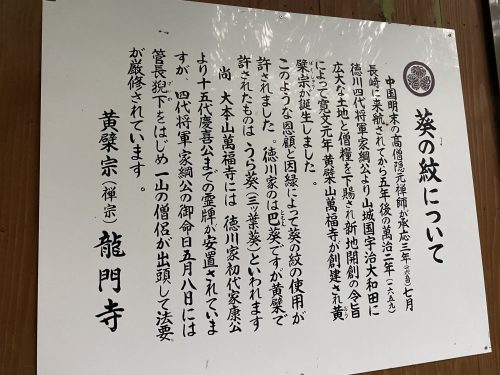 葵の紋について
中国明末の高僧隠元禅師が承応三年(一六五四)七月
長崎に来航されてから五年後の萬治二年(一六五九)
徳川四代将軍家綱公より山城国宇治大和田に
広大な土地と僧糧を下賜され新地開創の令旨
によって寛文元年 黄檗山萬福寺が創建され黄
檗宗が誕生しました。
このような恩顧と因縁によって葵の紋の使用が
許されました。徳川家のは巴葵ですが黄檗で
許されたものは うら葵(三ッ葉葵)といわれます
尚 大本山萬福寺には 徳川家初代家康公
より十五代慶喜公までの霊牌が安置されていま
すが、四代将軍家綱公の御命日五月八日には
管長猊下をはじめ一山の僧侶が出頭して法要
が厳修されています。
黄檗宗(禅宗) 龍門寺